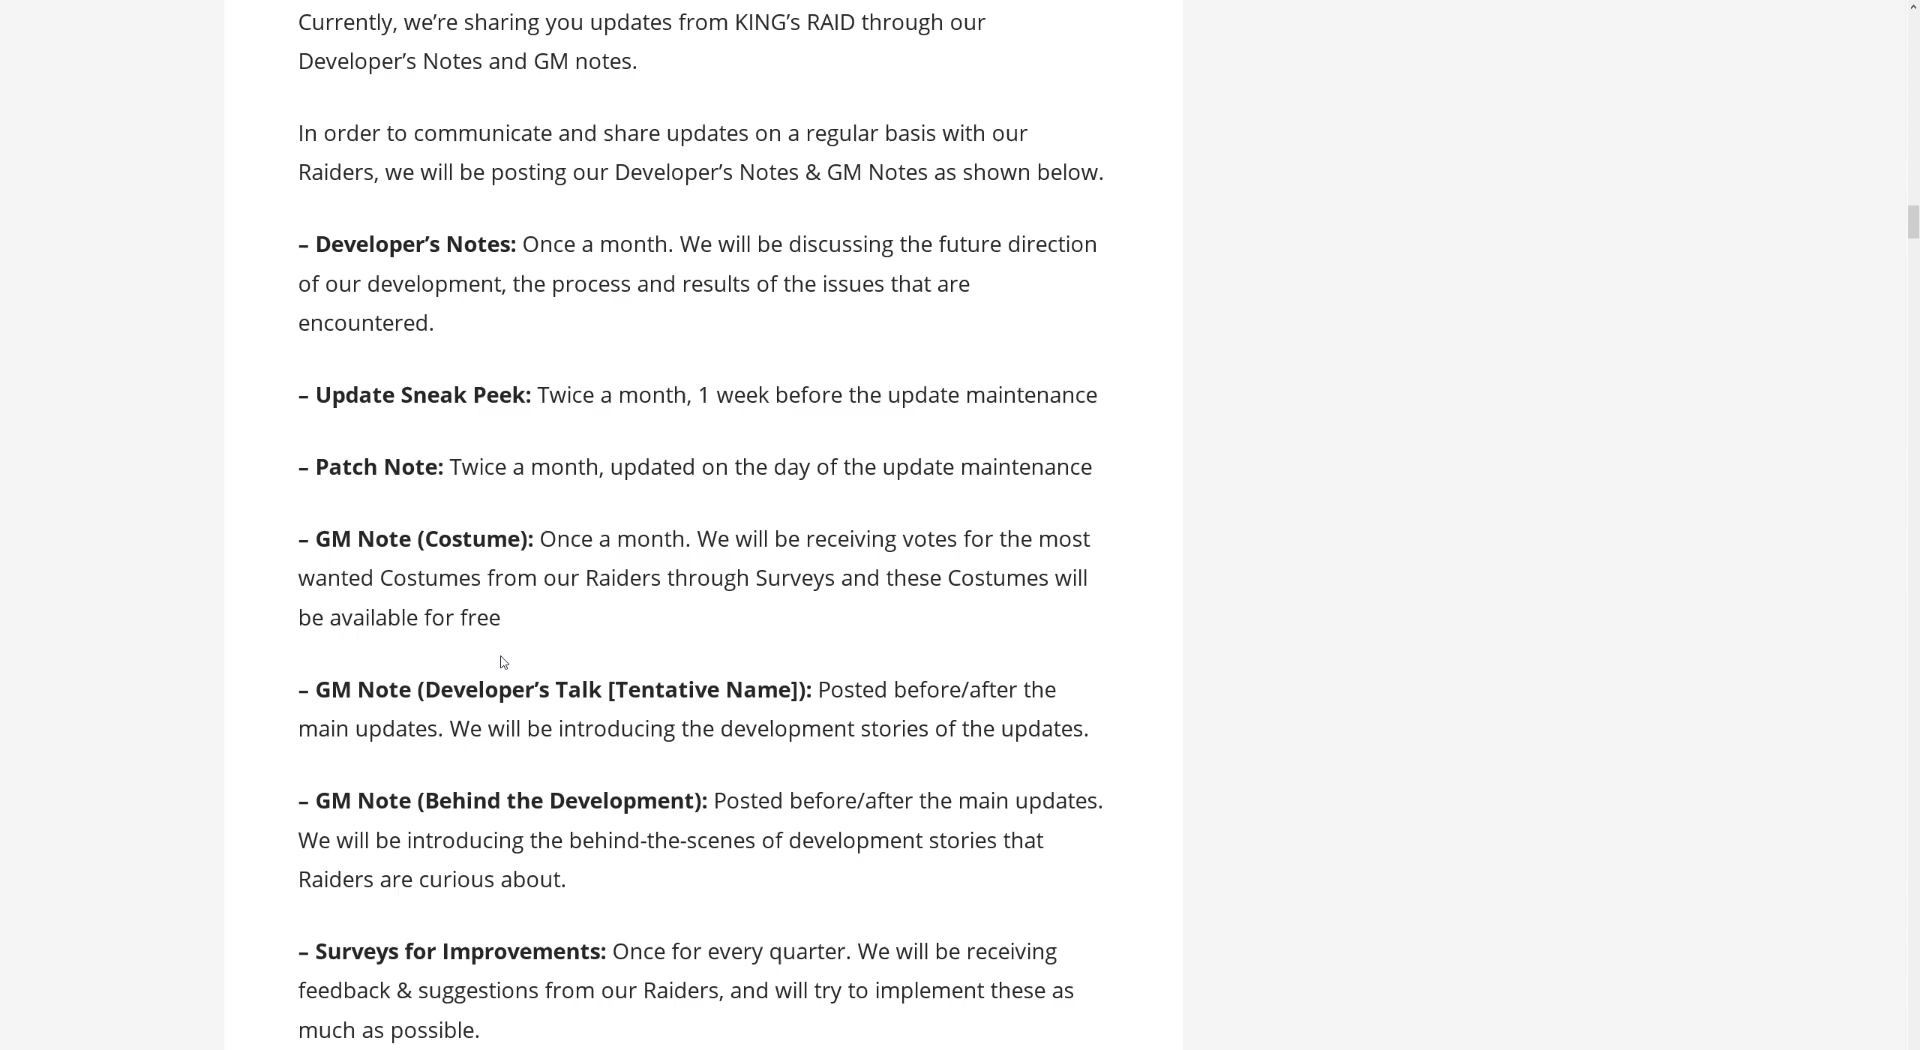 Currently, we’re sharing you updates from KING’s RAID through our
Developer’s Notes and GM notes.
In order to communicate and share updates on a regular basis with our
Raiders, we will be posting our Developer’s Notes & GM Notes as shown below.
– Developer’s Notes: Once a month. We will be discussing the future direction
of our development, the process and results of the issues that are
encountered.
– Update Sneak Peek: Twice a month, 1 week before the update maintenance
– Patch Note: Twice a month, updated on the day of the update maintenance
– GM Note (Costume): Once a month. We will be receiving votes for the most
wanted Costumes from our Raiders through Surveys and these Costumes will
be available for free
– GM Note (Developer’s Talk [Tentative Name]): Posted before/after the
main updates. We will be introducing the development stories of the updates.
– GM Note (Behind the Development): Posted before/after the main updates.
We will be introducing the behind-the-scenes of development stories that
Raiders are curious about.
– Surveys for Improvements: Once for every quarter. We will be receiving
feedback & suggestions from our Raiders, and will try to implement these as
much as possible.